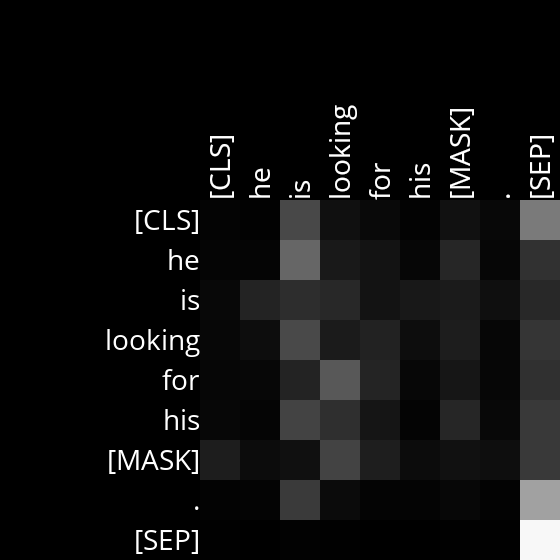 [CLS] he is looking for his [MASK] . [SEP]
[CLS]
he
is
looking
for
his
[MASK]
.
[SEP]